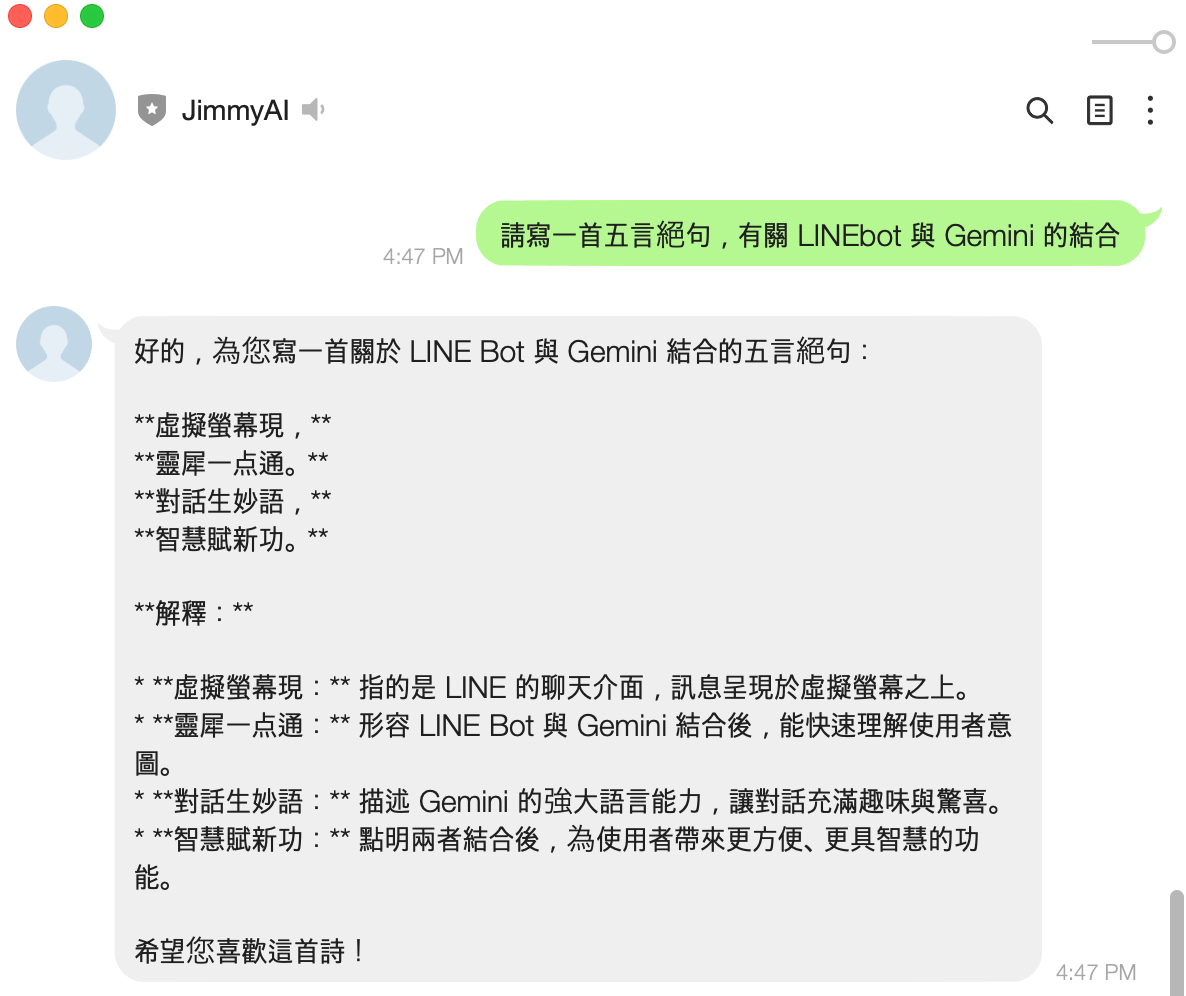 JimmyAI
請寫一首五言絕句，有關 LINEbot 與 Gemini 的結合
4:47 PM
好的，為您寫一首關於 LINE Bot 與 Gemini 結合的五言絕句：
**虛擬螢幕現，**
**靈犀一点通。**
**對話生妙語，**
**智慧賦新功。**
**解釋：**
* **虛擬螢幕現：** 指的是 LINE 的聊天介面，訊息呈現於虛擬螢幕之上。
* **靈犀一点通：** 形容 LINE Bot 與 Gemini 結合後，能快速理解使用者意
圖。
* **對話生妙語：** 描述 Gemini 的強大語言能力，讓對話充滿趣味與驚喜。
* **智慧賦新功：** 點明兩者結合後，為使用者帶來更方便、更具智慧的功
能。
希望您喜歡這首詩！
4:47 PM